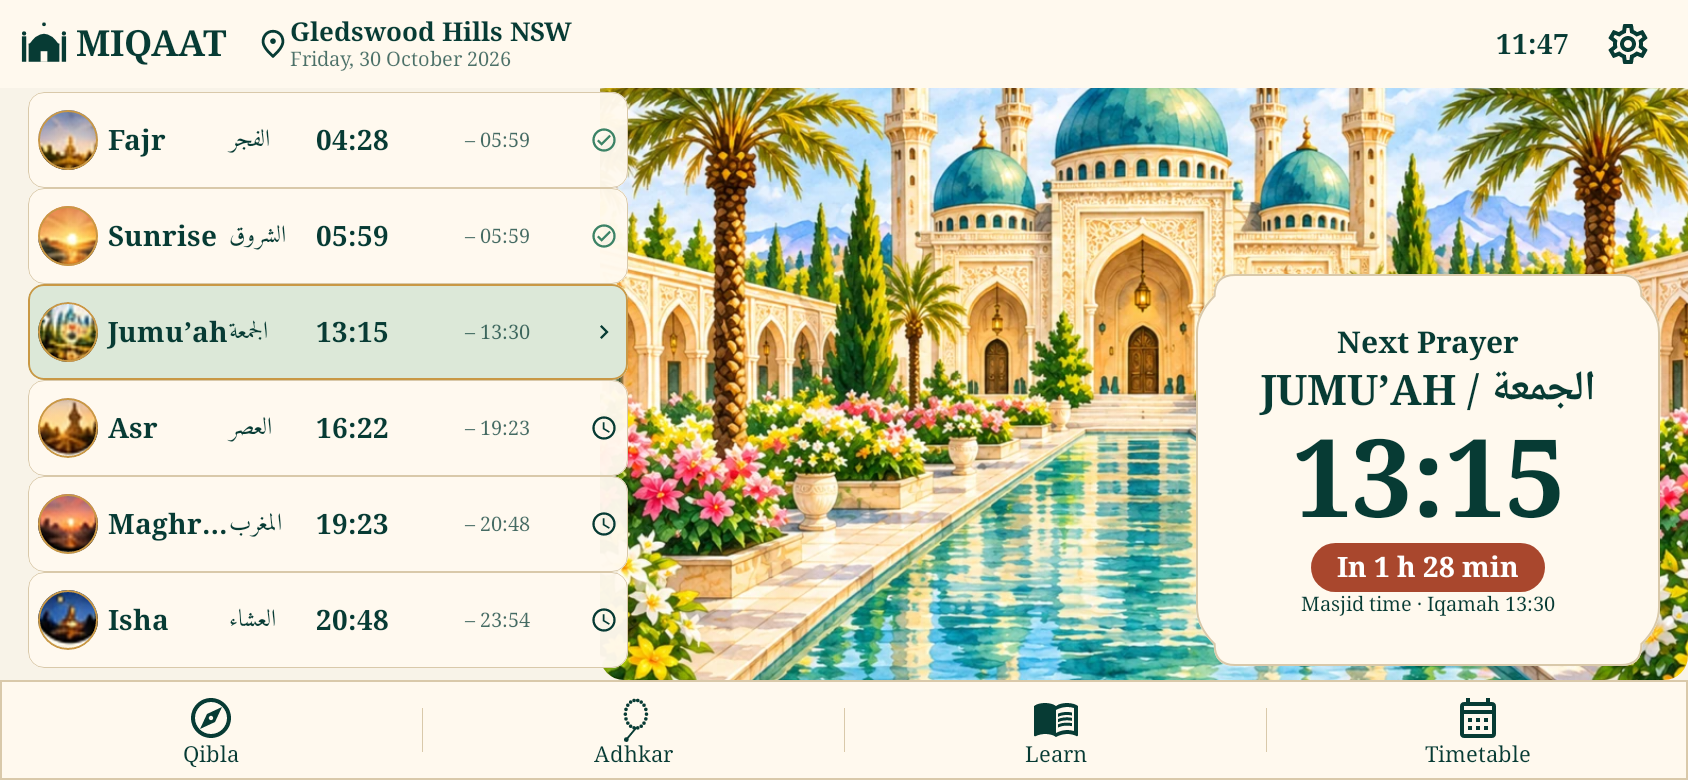 MIQAAT
Gledswood Hills NSW
Friday, 30 October 2026
11:47
Fajr الفجر 04:28 – 05:59
Sunrise الشروق 05:59 – 05:59
Jumu’ah الجمعة 13:15 – 13:30
Asr العصر 16:22 – 19:23
Maghr... المغرب 19:23 – 20:48
Isha العشاء 20:48 – 23:54
Next Prayer
JUMU’AH / الجمعة
13:15
In 1 h 28 min
Masjid time · Iqamah 13:30
Qibla
Adhkar
Learn
Timetable